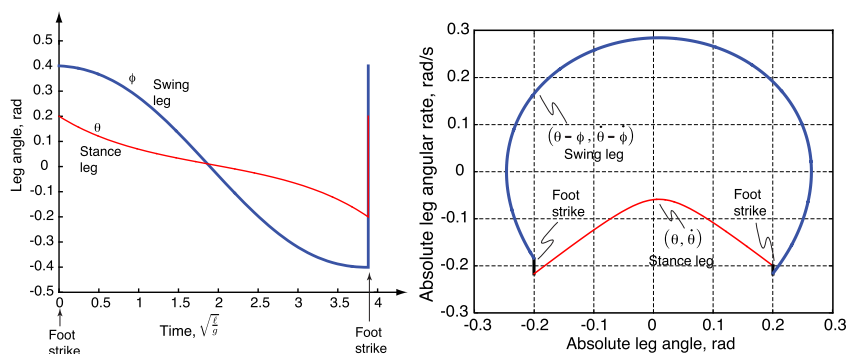 0.5
0.4
0.3
0.2
0.1
0
-0.1
-0.2
-0.3
-0.4
-0.5
Leg angle, rad
ϕ
Swing
leg
θ
Stance
leg
0 0.5 1 1.5 2 2.5 3 3.5 4
Time, √(ℓ/g)
Foot
strike
Foot
strike
0.3
0.2
0.1
0
-0.1
-0.2
-0.3
Absolute leg angular rate, rad/s
(θ − ϕ, θ̇ − ϕ̇)
Swing leg
Foot
strike
Foot
strike
(θ, θ̇)
Stance leg
-0.3 -0.2 -0.1 0 0.1 0.2 0.3
Absolute leg angle, rad